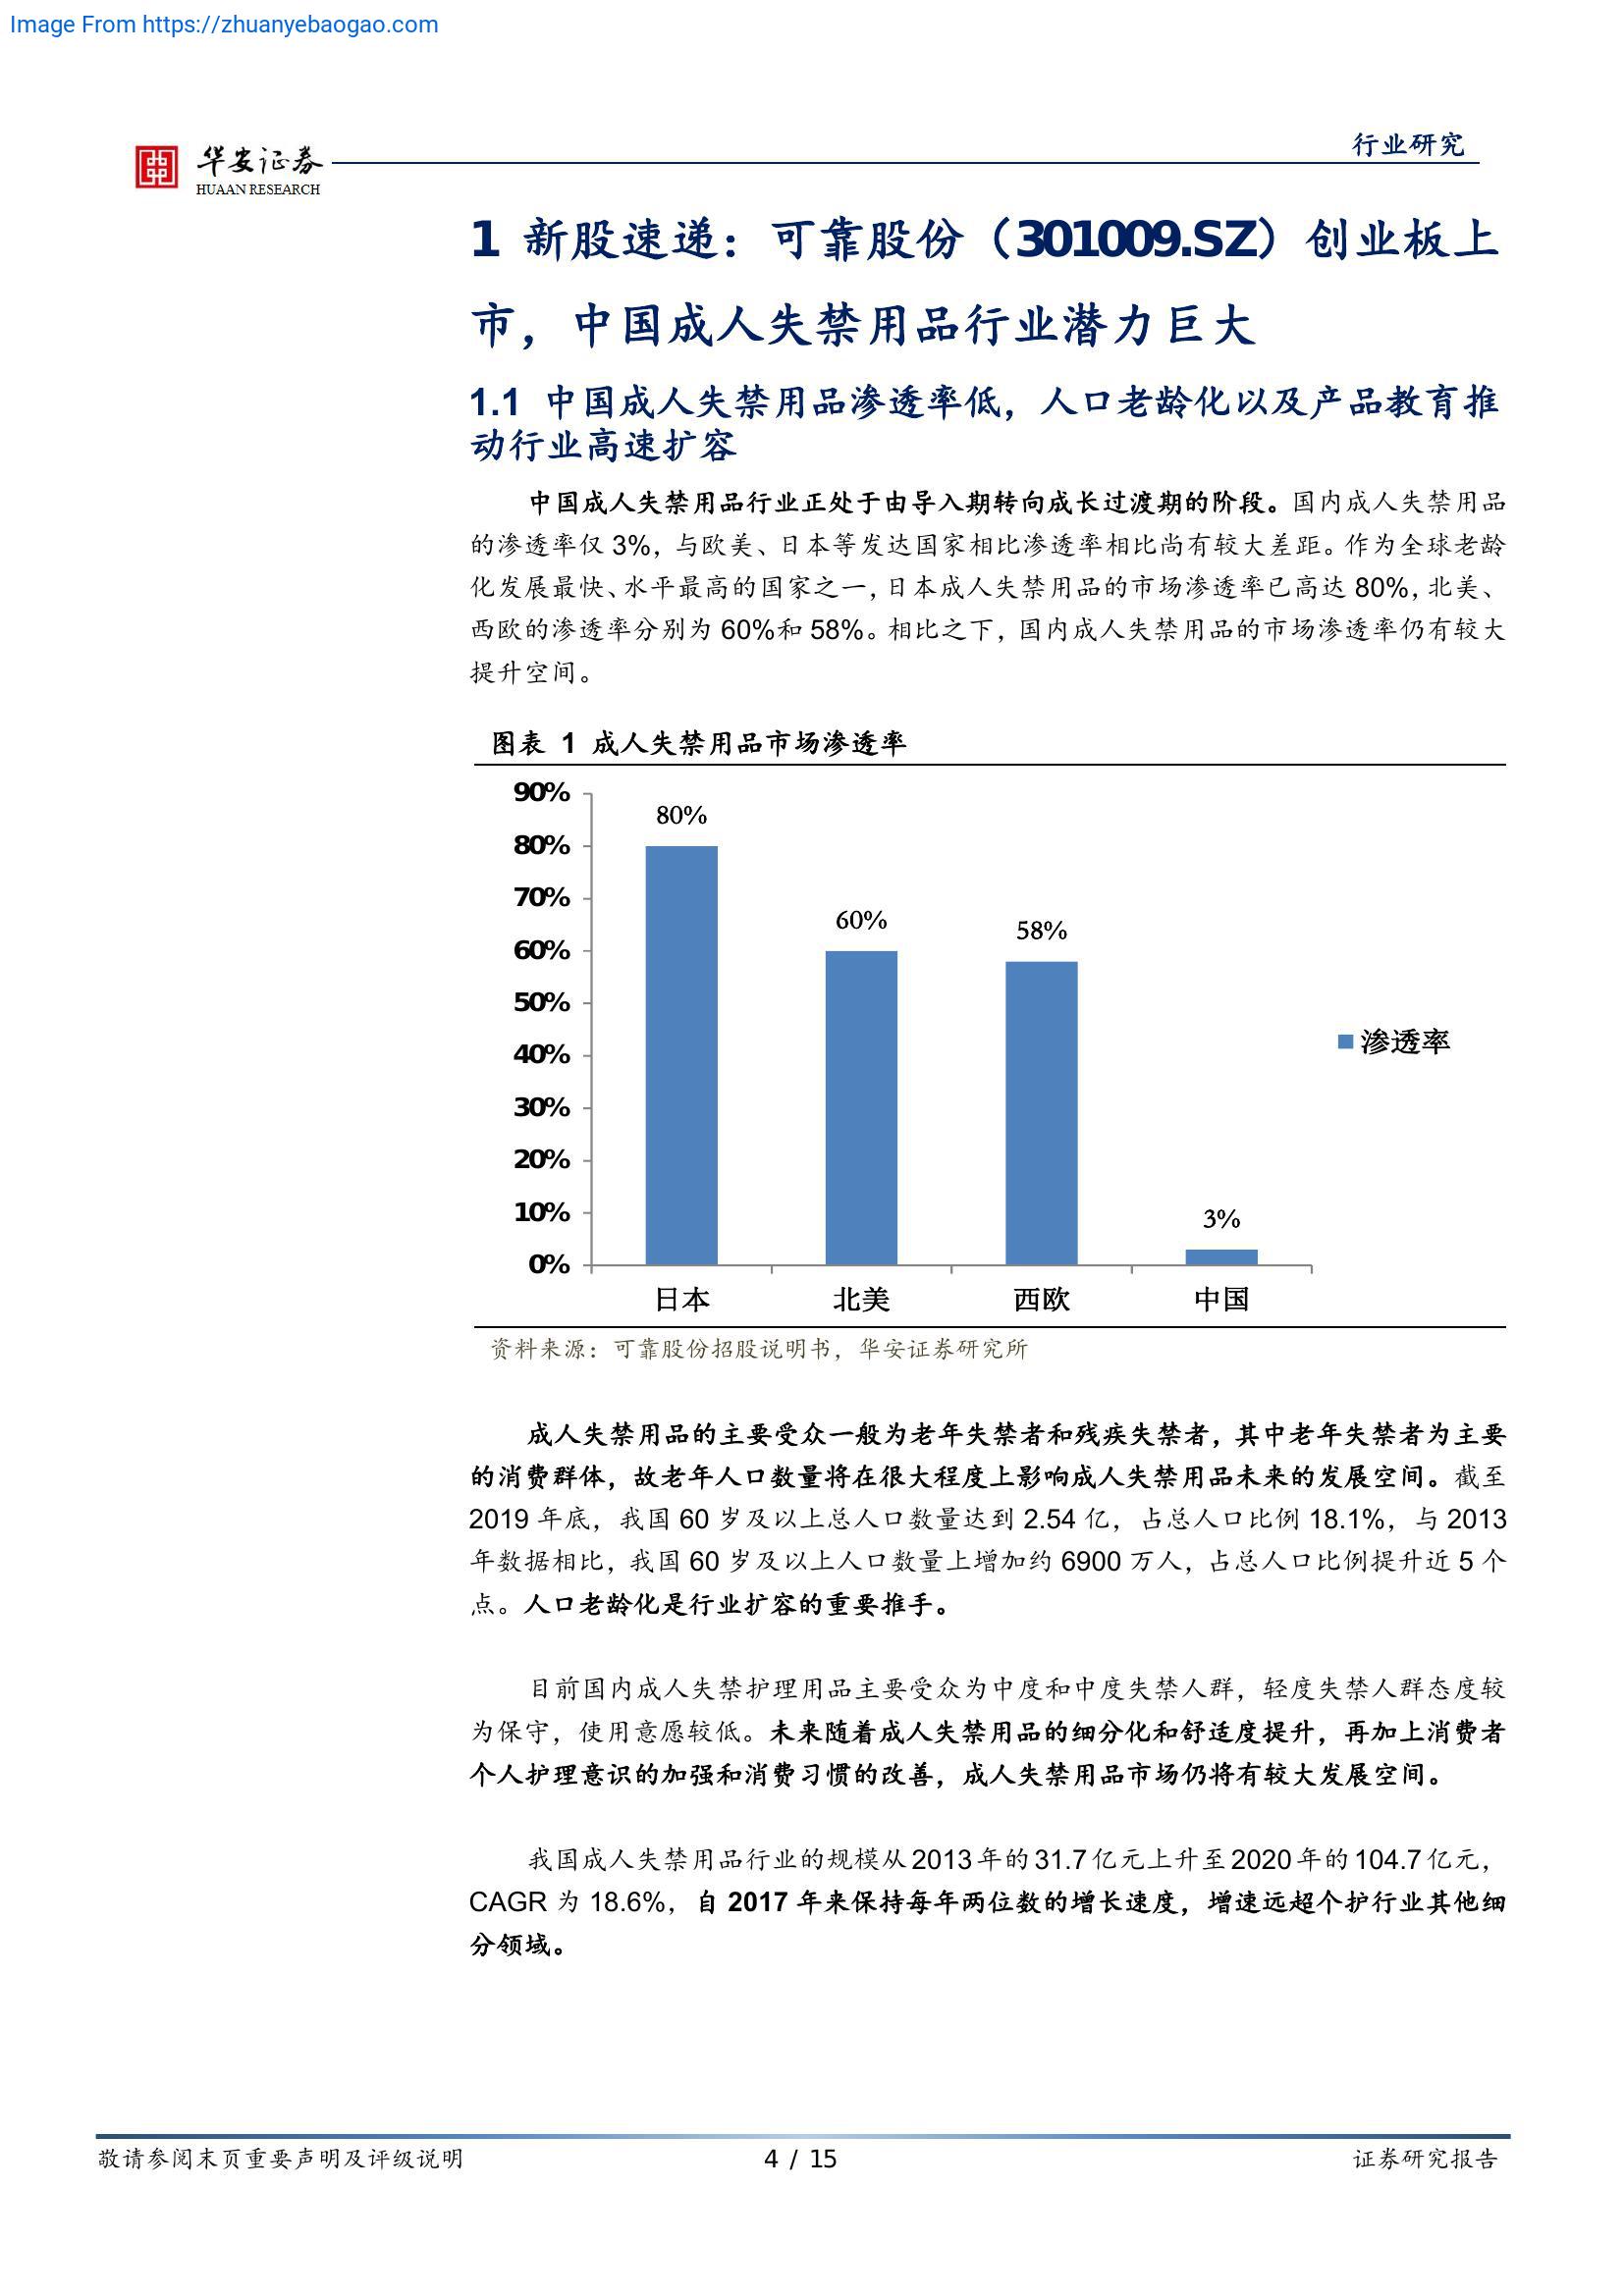 Image From https://zhuanyebaogao.com
华安证券
HUAAN RESEARCH
行业研究
1 新股速递：可靠股份（301009.SZ）创业板上
市，中国成人失禁用品行业潜力巨大
1.1 中国成人失禁用品渗透率低，人口老龄化以及产品教育推
动行业高速扩容
中国成人失禁用品行业正处于由导入期转向成长过渡期的阶段。国内成人失禁用品
的渗透率仅 3%，与欧美、日本等发达国家相比渗透率相比尚有较大差距。作为全球老龄
化发展最快、水平最高的国家之一，日本成人失禁用品的市场渗透率已高达 80%，北美、
西欧的渗透率分别为 60%和 58%。相比之下，国内成人失禁用品的市场渗透率仍有较大
提升空间。
图表 1 成人失禁用品市场渗透率
90%
80%
70%
60%
50%
40%
30%
20%
10%
0%
80%
60%
58%
3%
日本
北美
西欧
中国
渗透率
资料来源：可靠股份招股说明书，华安证券研究所
成人失禁用品的主要受众一般为老年失禁者和残疾失禁者，其中老年失禁者为主要
的消费群体，故老年人口数量将在很大程度上影响成人失禁用品未来的发展空间。截至
2019 年底，我国 60 岁及以上总人口数量达到 2.54 亿，占总人口比例 18.1%，与 2013
年数据相比，我国 60 岁及以上人口数量上增加约 6900 万人，占总人口比例提升近 5 个
点。人口老龄化是行业扩容的重要推手。
目前国内成人失禁护理用品主要受众为中度和中度失禁人群，轻度失禁人群态度较
为保守，使用意愿较低。未来随着成人失禁用品的细分化和舒适度提升，再加上消费者
个人护理意识的加强和消费习惯的改善，成人失禁用品市场仍将有较大发展空间。
我国成人失禁用品行业的规模从 2013 年的 31.7 亿元上升至 2020 年的 104.7 亿元，
CAGR 为 18.6%，自 2017 年来保持每年两位数的增长速度，增速远超个护行业其他细
分领域。
敬请参阅末页重要声明及评级说明
4 / 15
证券研究报告